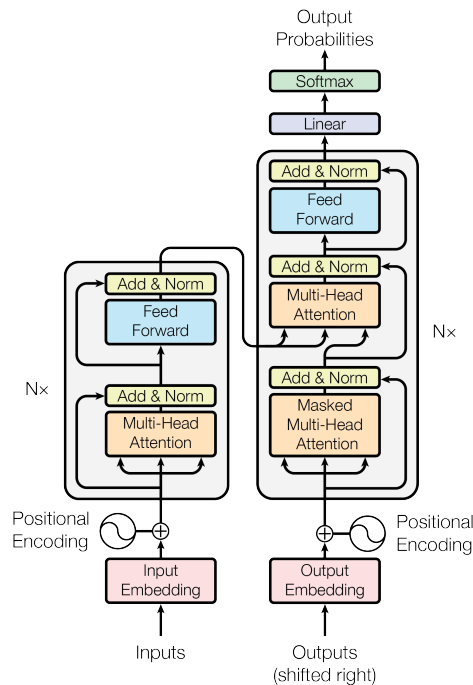 Output
Probabilities
Softmax
Linear
Add & Norm
Feed
Forward
Add & Norm
Multi-Head
Attention
Add & Norm
Masked
Multi-Head
Attention
N×
Add & Norm
Feed
Forward
Add & Norm
Multi-Head
Attention
N×
Positional
Encoding
Positional
Encoding
Input
Embedding
Output
Embedding
Inputs
Outputs
(shifted right)